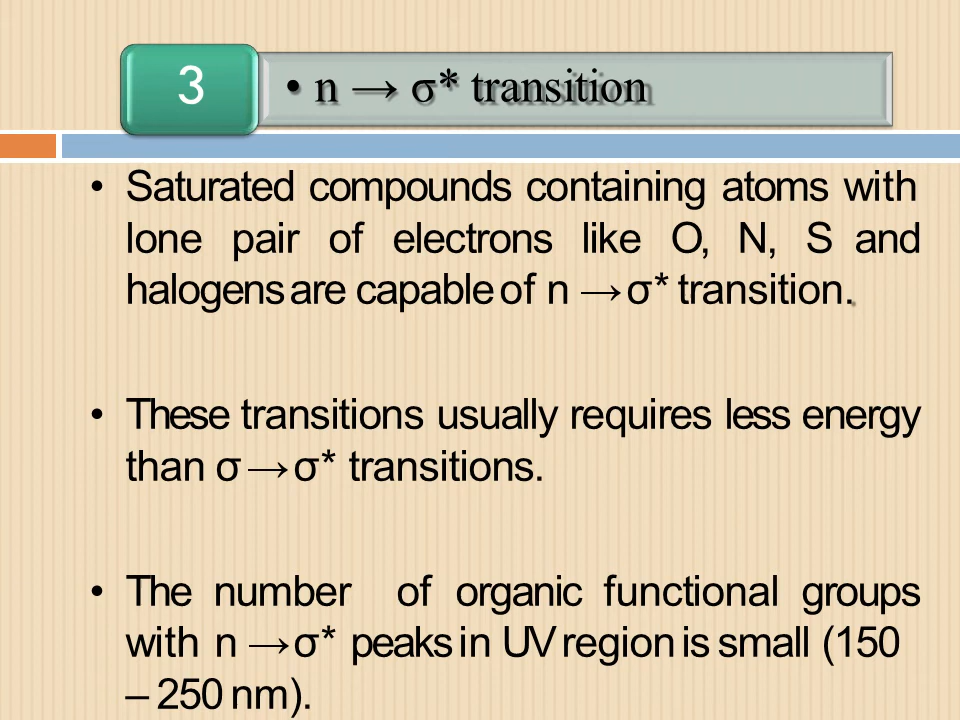 3
• n → σ* transition
• Saturated compounds containing atoms with
lone pair of electrons like O, N, S and
halogens are capable of n → σ* transition.
• These transitions usually requires less energy
than σ → σ* transitions.
• The number of organic functional groups
with n → σ* peaks in UV region is small (150
– 250 nm).